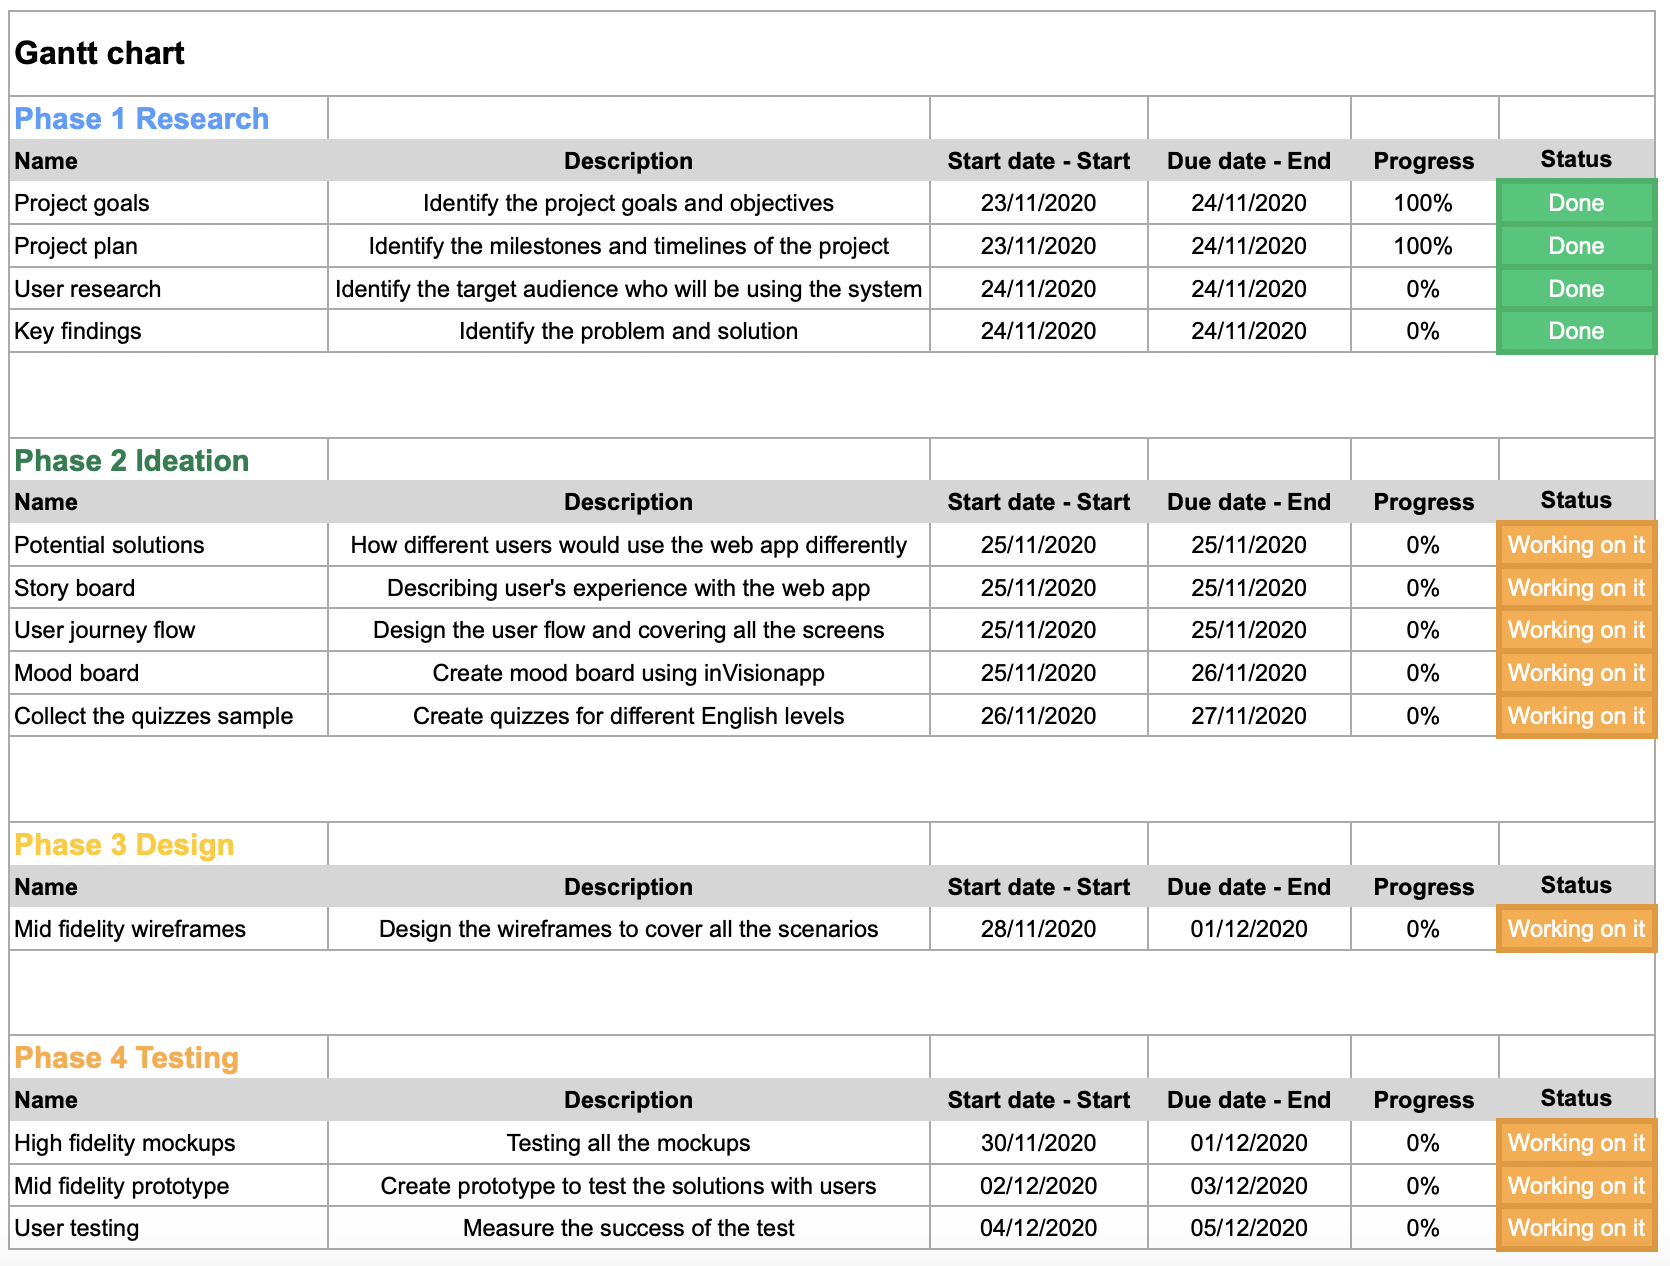 Gantt chart
Phase 1 Research
Name Description Start date - Start Due date - End Progress Status
Project goals Identify the project goals and objectives 23/11/2020 24/11/2020 100% Done
Project plan Identify the milestones and timelines of the project 23/11/2020 24/11/2020 100% Done
User research Identify the target audience who will be using the system 24/11/2020 24/11/2020 0% Done
Key findings Identify the problem and solution 24/11/2020 24/11/2020 0% Done
Phase 2 Ideation
Name Description Start date - Start Due date - End Progress Status
Potential solutions How different users would use the web app differently 25/11/2020 25/11/2020 0% Working on it
Story board Describing user's experience with the web app 25/11/2020 25/11/2020 0% Working on it
User journey flow Design the user flow and covering all the screens 25/11/2020 25/11/2020 0% Working on it
Mood board Create mood board using inVisionapp 25/11/2020 26/11/2020 0% Working on it
Collect the quizzes sample Create quizzes for different English levels 26/11/2020 27/11/2020 0% Working on it
Phase 3 Design
Name Description Start date - Start Due date - End Progress Status
Mid fidelity wireframes Design the wireframes to cover all the scenarios 28/11/2020 01/12/2020 0% Working on it
Phase 4 Testing
Name Description Start date - Start Due date - End Progress Status
High fidelity mockups Testing all the mockups 30/11/2020 01/12/2020 0% Working on it
Mid fidelity prototype Create prototype to test the solutions with users 02/12/2020 03/12/2020 0% Working on it
User testing Measure the success of the test 04/12/2020 05/12/2020 0% Working on it